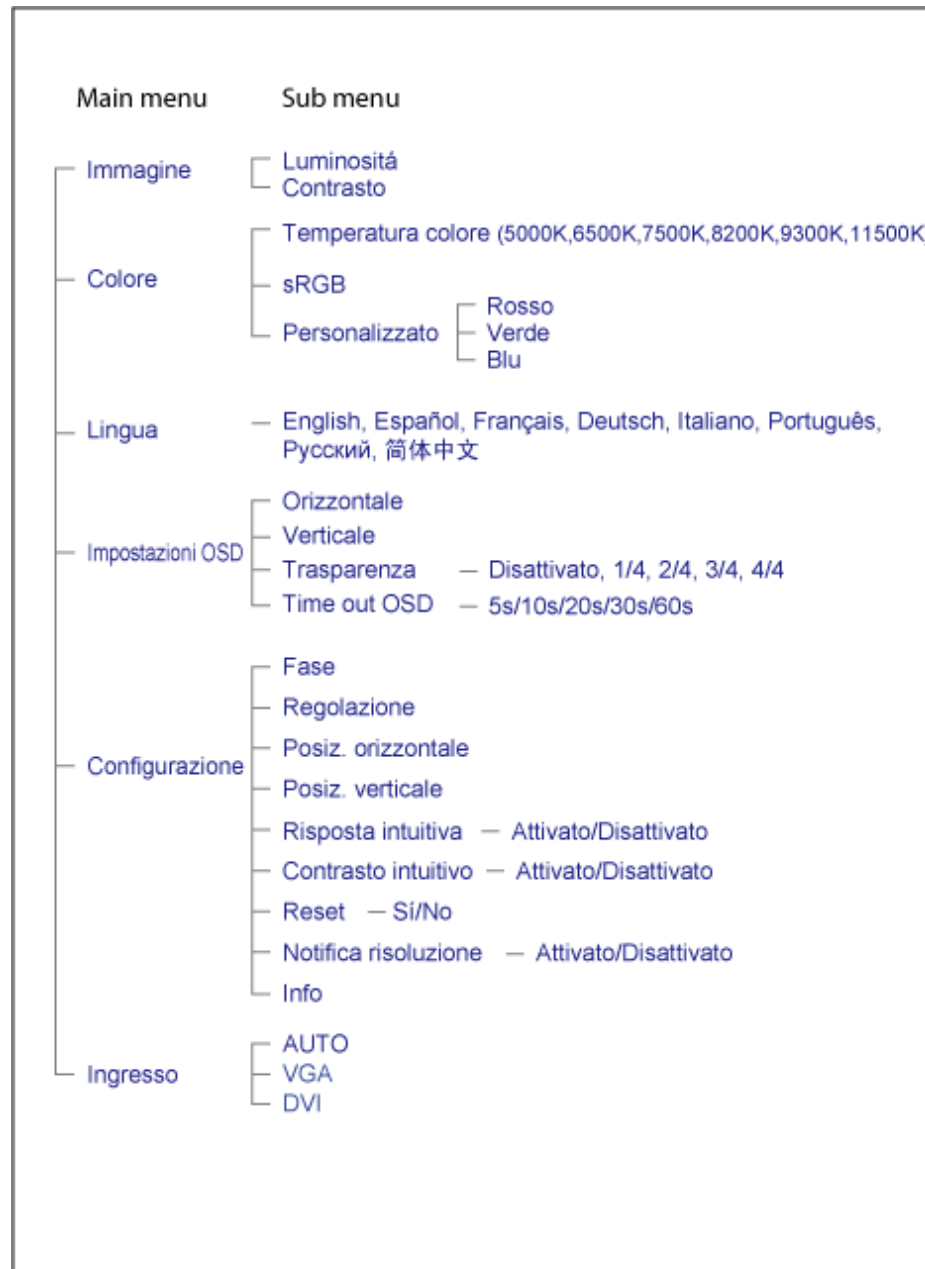 Main menu Sub menu
Immagine Luminositá
Contrasto
Temperatura colore (5000K,6500K,7500K,8200K,9300K,11500K)
Colore sRGB
Rosso
Personalizzato Verde
Blu
Lingua English, Español, Français, Deutsch, Italiano, Português,
Русский, 简体中文
Orizzontale
Verticale
Impostazioni OSD
Trasparenza — Disattivato, 1/4, 2/4, 3/4, 4/4
Time out OSD — 5s/10s/20s/30s/60s
Fase
Regolazione
Posiz. orizzontale
Configurazione
Posiz. verticale
Risposta intuitiva — Attivato/Disattivato
Contrasto intuitivo — Attivato/Disattivato
Reset — Sí/No
Notifica risoluzione — Attivato/Disattivato
Info
AUTO
Ingresso VGA
DVI